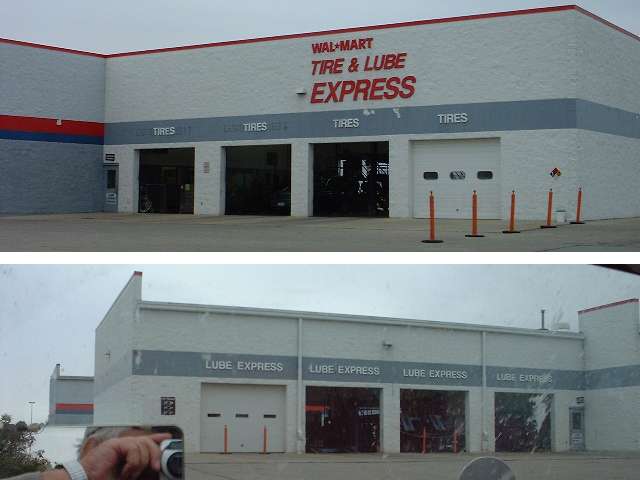 WAL★MART
TIRE & LUBE
EXPRESS
TIRES TIRES TIRES TIRES
LUBE EXPRESS LUBE EXPRESS LUBE EXPRESS LUBE EXPRESS